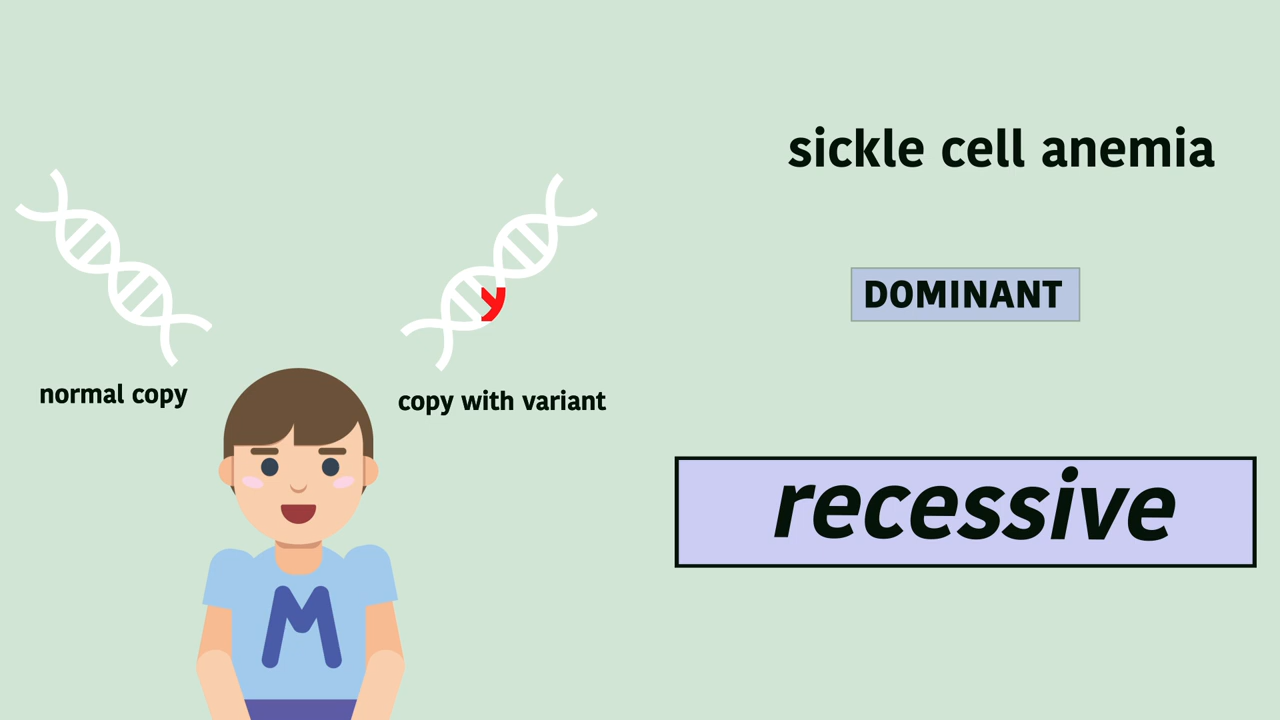 sickle cell anemia
DOMINANT
normal copy
copy with variant
recessive
M